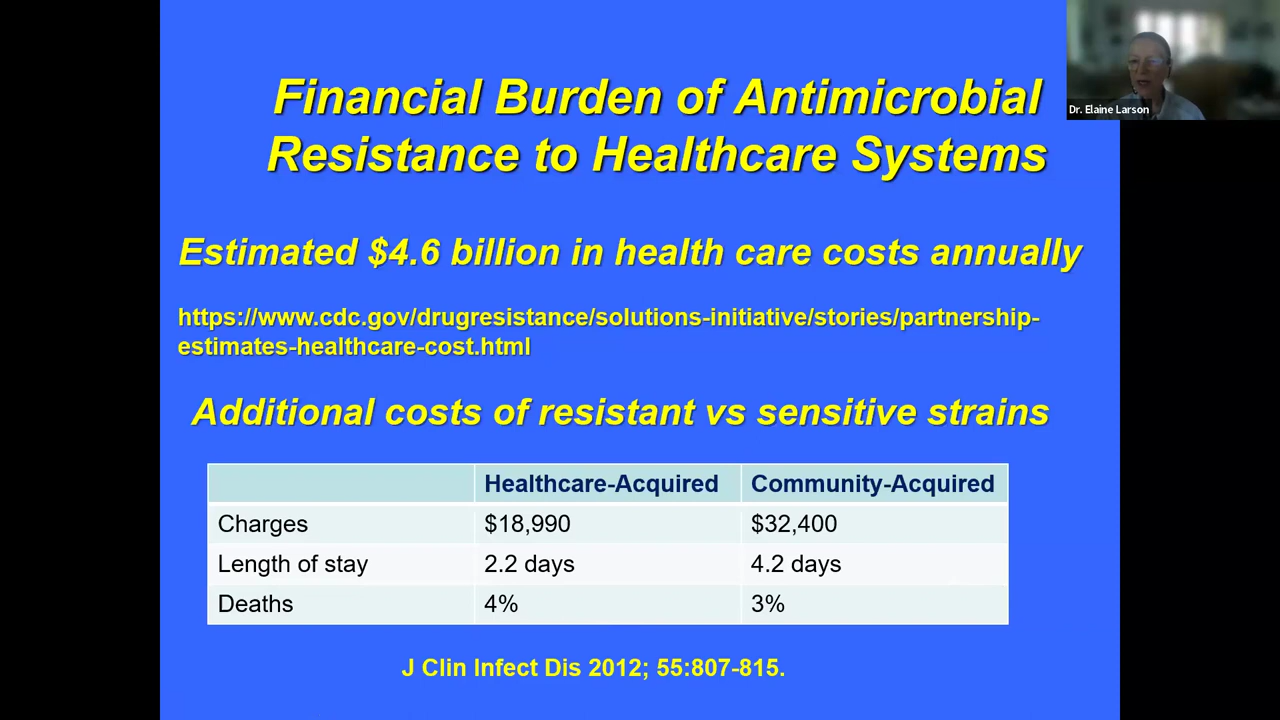 Financial Burden of Antimicrobial
Resistance to Healthcare Systems
Dr. Elaine Larson
Estimated $4.6 billion in health care costs annually
https://www.cdc.gov/drugresistance/solutions-initiative/stories/partnership-
estimates-healthcare-cost.html
Additional costs of resistant vs sensitive strains
Healthcare-Acquired Community-Acquired
Charges $18,990 $32,400
Length of stay 2.2 days 4.2 days
Deaths 4% 3%
J Clin Infect Dis 2012; 55:807-815.